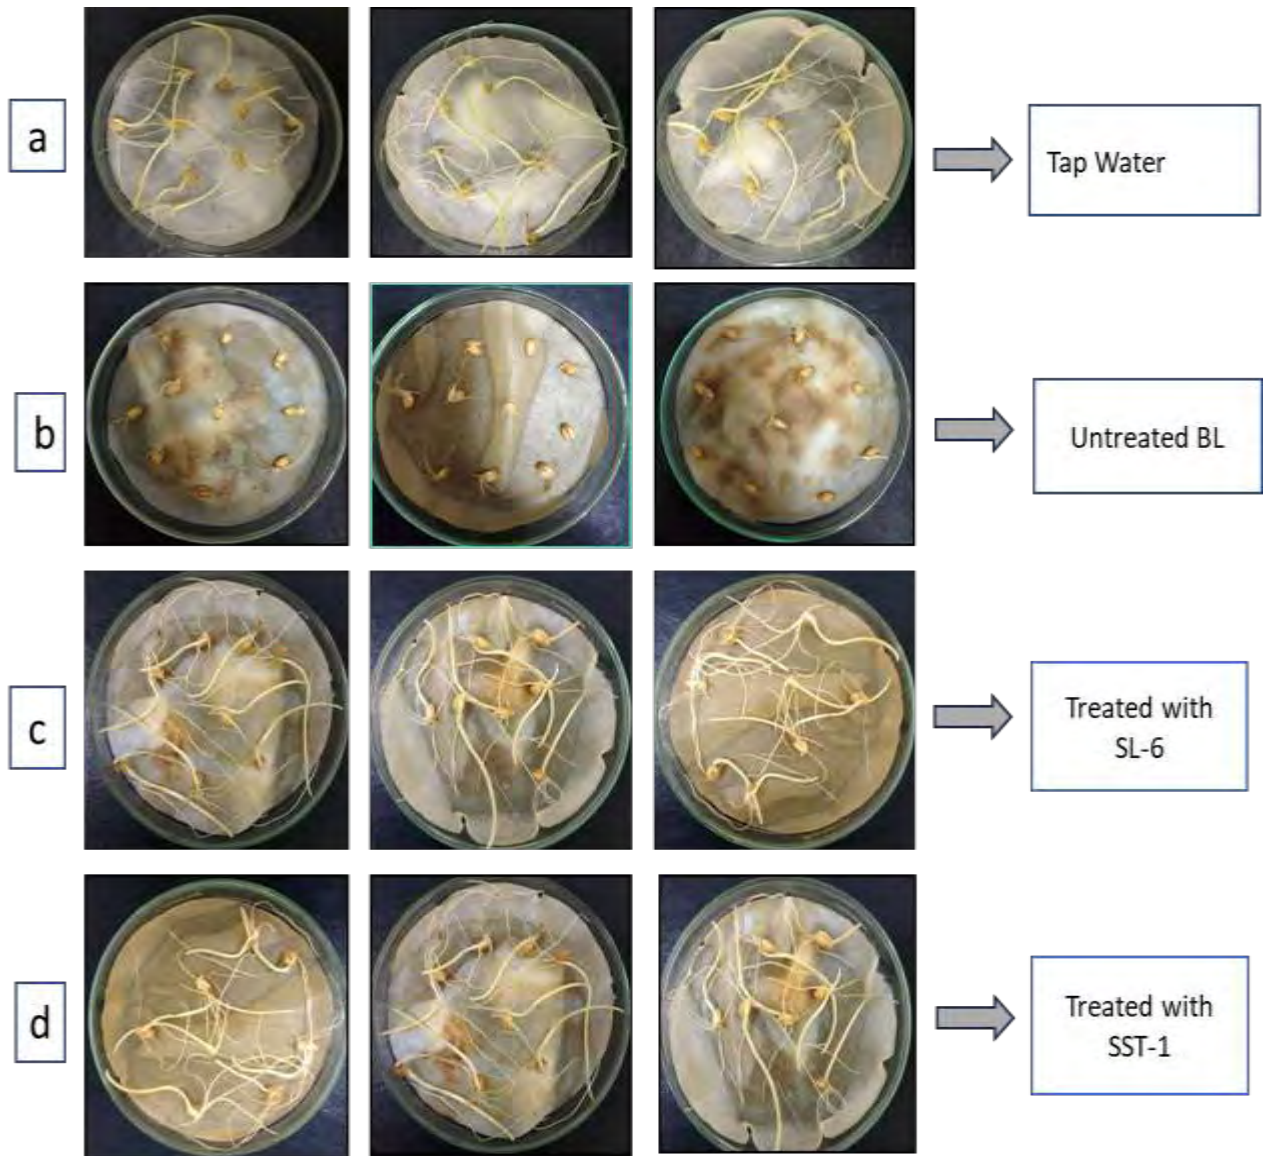 a
Tap Water
b
Untreated BL
c
Treated with
SL-6
d
Treated with
SST-1